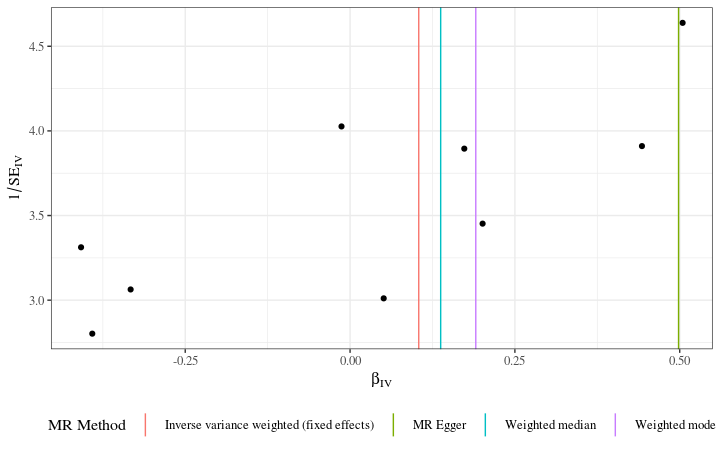 4.5
4.0
3.5
3.0
1/SE_IV
-0.25 0.00 0.25 0.50
β_IV
MR Method Inverse variance weighted (fixed effects) MR Egger Weighted median Weighted mode